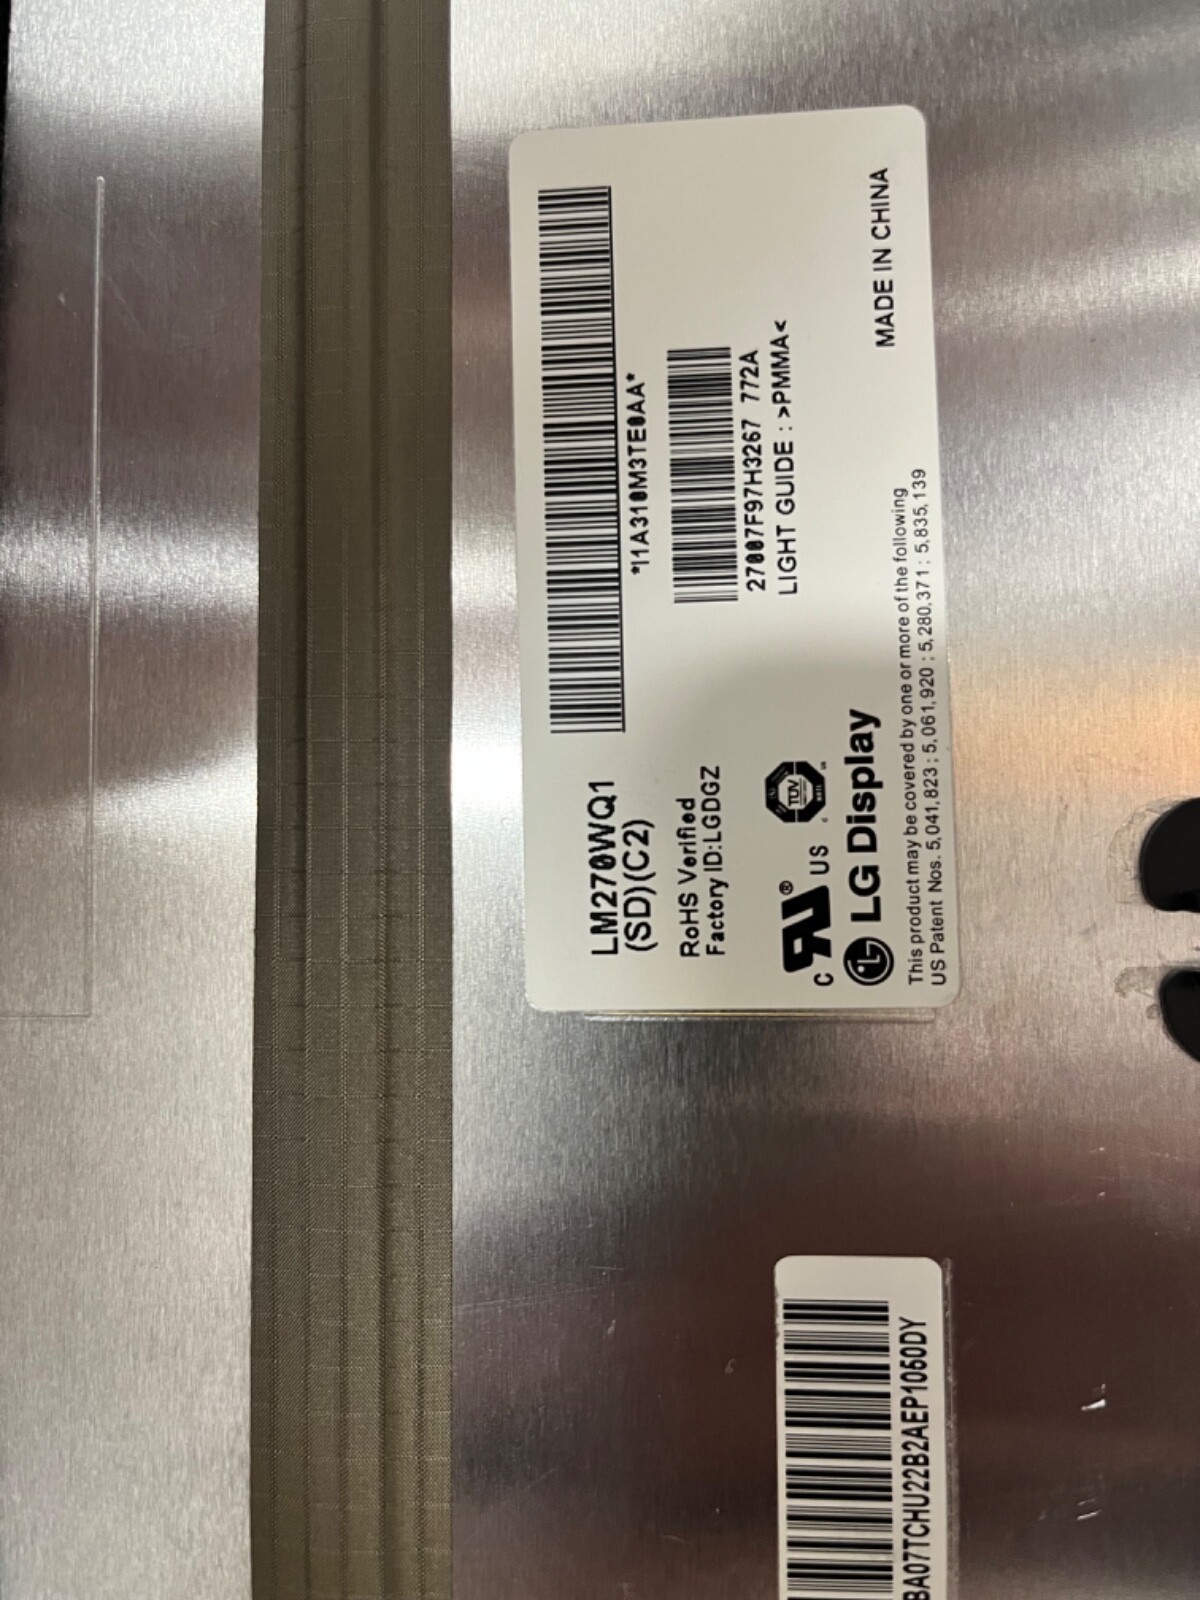 LM270WQ1
(SD)(C2)
*11A310M3TE0AA*
RoHS Verified
Factory ID:LGDGZ
27007F97H3267 772A
LIGHT GUIDE : >PMMA<
C US
TUV
LG Display
MADE IN CHINA
This product may be covered by one or more of the following
US Patent Nos. 5,041,823 ; 5,061,920 ; 5,280,371 ; 5,835,139
BA07TCHU22B2AEP1050DY